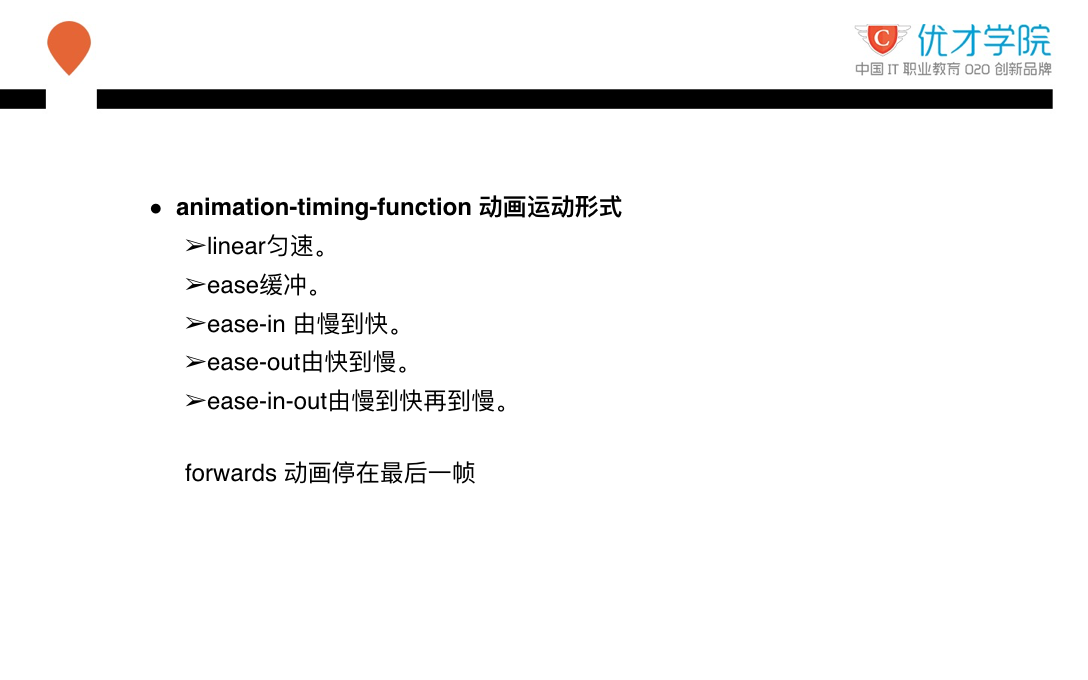 C 优才学院
中国 IT 职业教育 O2O 创新品牌
● animation-timing-function 动画运动形式
➢linear匀速。
➢ease缓冲。
➢ease-in 由慢到快。
➢ease-out由快到慢。
➢ease-in-out由慢到快再到慢。
forwards 动画停在最后一帧